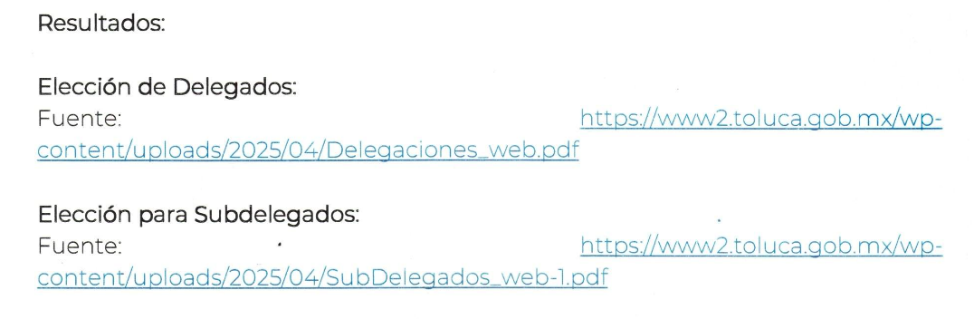 Resultados:
Elección de Delegados:
Fuente: https://www2.toluca.gob.mx/wp-
content/uploads/2025/04/Delegaciones_web.pdf
Elección para Subdelegados:
Fuente: https://www2.toluca.gob.mx/wp-
content/uploads/2025/04/SubDelegados_web-1.pdf